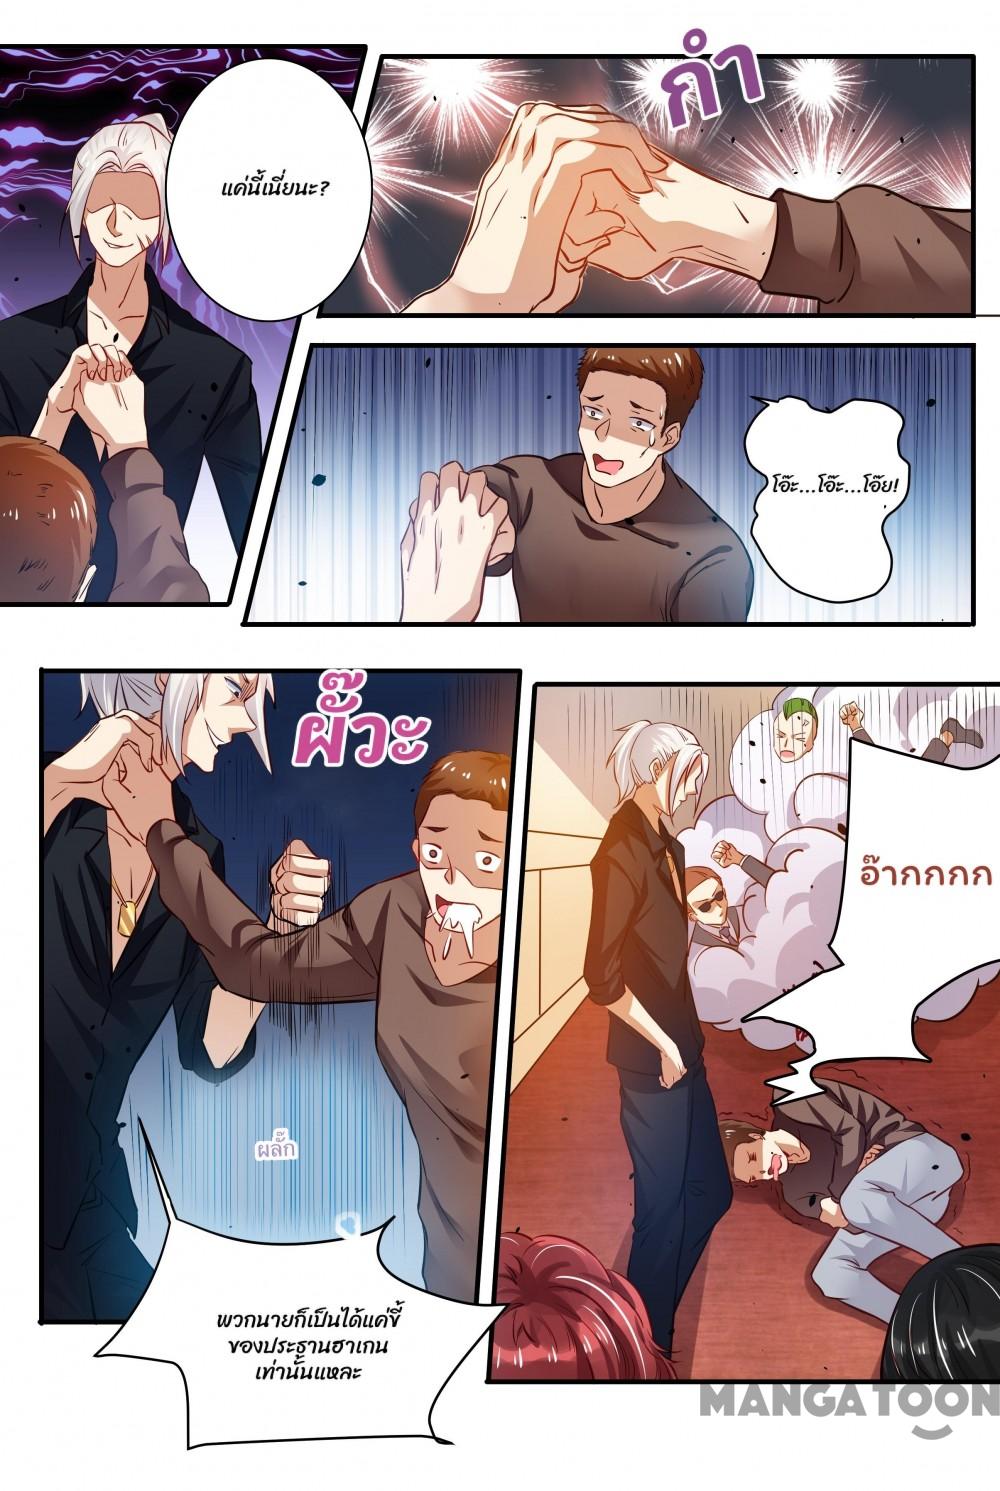 แค่นี้เนี่ยนะ?
กำ
โอ๊ะ...โอ๊ะ...โอ๊ย!
ผั๊วะ
ผลั๊ก
พวกนายก็เป็นได้แค่ขี้
ของประธานฮาเกน
เท่านั้นแหละ
อ๊ากกกก
MANGATOON